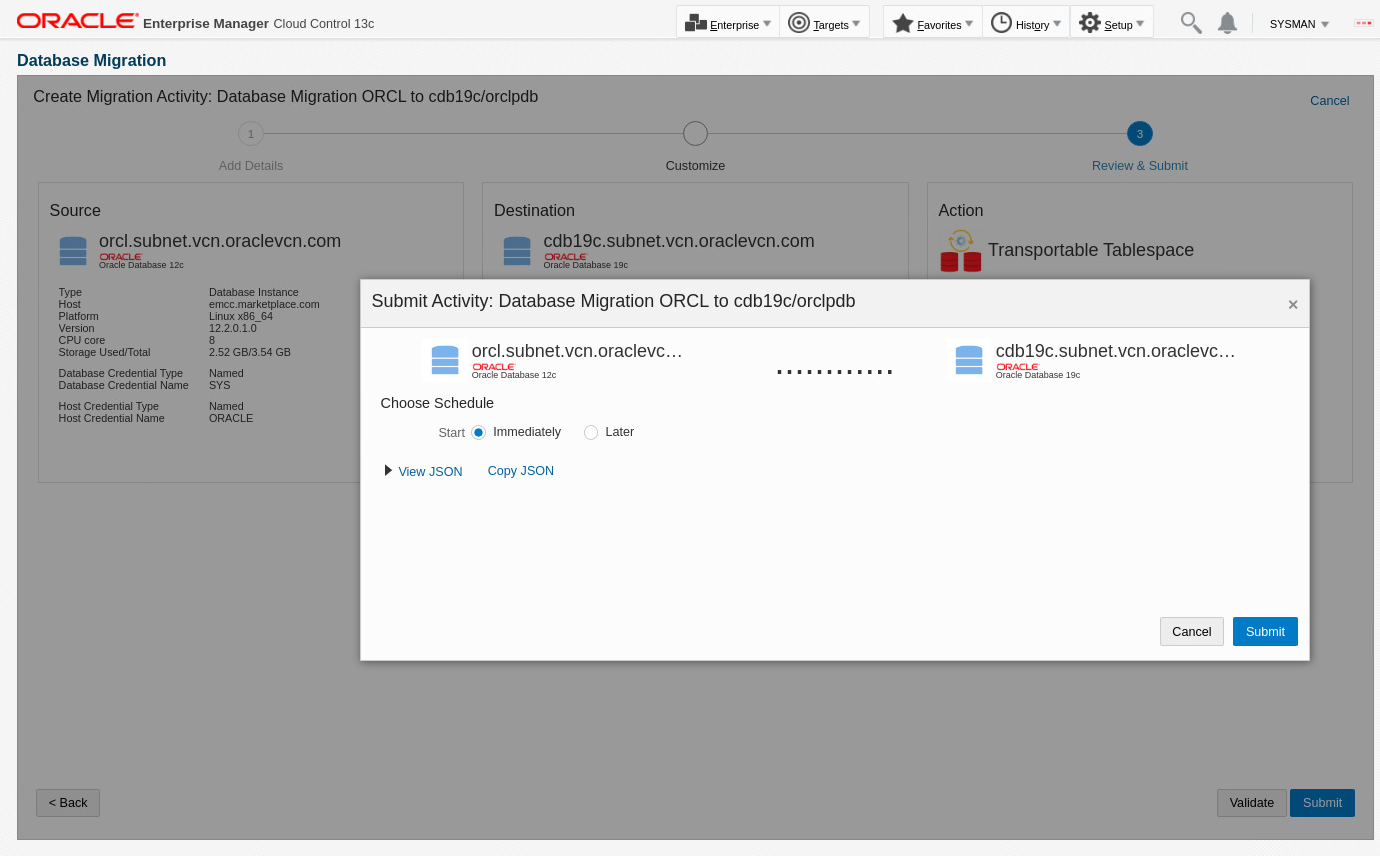 ORACLE Enterprise Manager Cloud Control 13c
Enterprise Targets Favorites History Setup SYSMAN
Database Migration
Create Migration Activity: Database Migration ORCL to cdb19c/orclpdb
Cancel
1 3
Add Details Customize Review & Submit
Source
orcl.subnet.vcn.oraclevcn.com
ORACLE
Oracle Database 12c
Type Database Instance
Host emcc.marketplace.com
Platform Linux x86_64
Version 12.2.0.1.0
CPU core 8
Storage Used/Total 2.52 GB/3.54 GB
Database Credential Type Named
Database Credential Name SYS
Host Credential Type Named
Host Credential Name ORACLE
Destination
cdb19c.subnet.vcn.oraclevcn.com
ORACLE
Oracle Database 19c
Action
Transportable Tablespace
Submit Activity: Database Migration ORCL to cdb19c/orclpdb
×
orcl.subnet.vcn.oraclevc…
ORACLE
Oracle Database 12c
cdb19c.subnet.vcn.oraclevc…
ORACLE
Oracle Database 19c
Choose Schedule
Start Immediately Later
View JSON Copy JSON
Cancel Submit
< Back Validate Submit